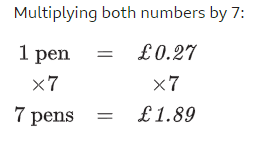 Multiplying both numbers by 7:
1 pen = £0.27
×7 ×7
7 pens = £1.89